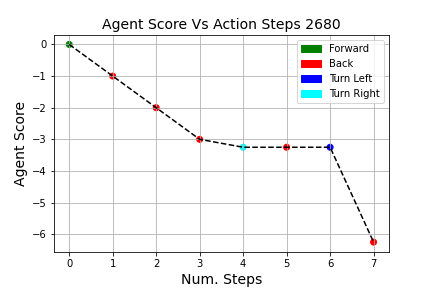 Agent Score Vs Action Steps 2680
Agent Score
0
−1
−2
−3
−4
−5
−6
Forward
Back
Turn Left
Turn Right
0 1 2 3 4 5 6 7
Num. Steps